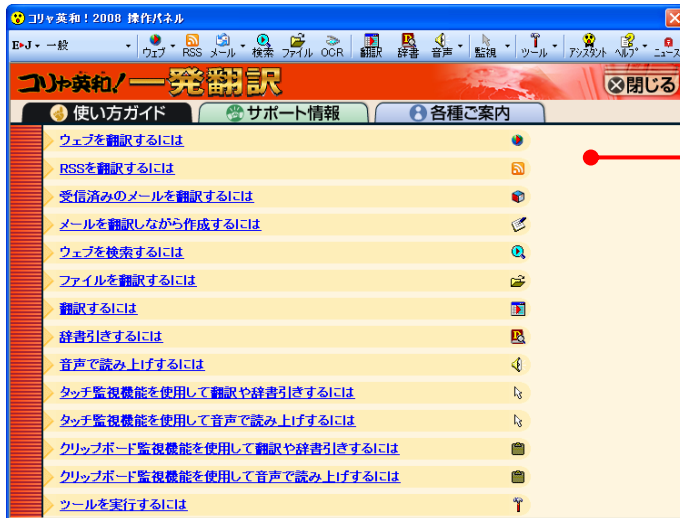 コリャ英和！2008 操作パネル
E▶J 一般 ウェブ RSS メール 検索 ファイル OCR 翻訳 辞書 音声 監視 ツール アシスタント ヘルプ ニュース
コリャ英和！一発翻訳
閉じる
使い方ガイド サポート情報 各種ご案内
ウェブを翻訳するには
RSSを翻訳するには
受信済みのメールを翻訳するには
メールを翻訳しながら作成するには
ウェブを検索するには
ファイルを翻訳するには
翻訳するには
辞書引きするには
音声で読み上げするには
タッチ監視機能を使用して翻訳や辞書引きするには
タッチ監視機能を使用して音声で読み上げするには
クリップボード監視機能を使用して翻訳や辞書引きするには
クリップボード監視機能を使用して音声で読み上げするには
ツールを実行するには